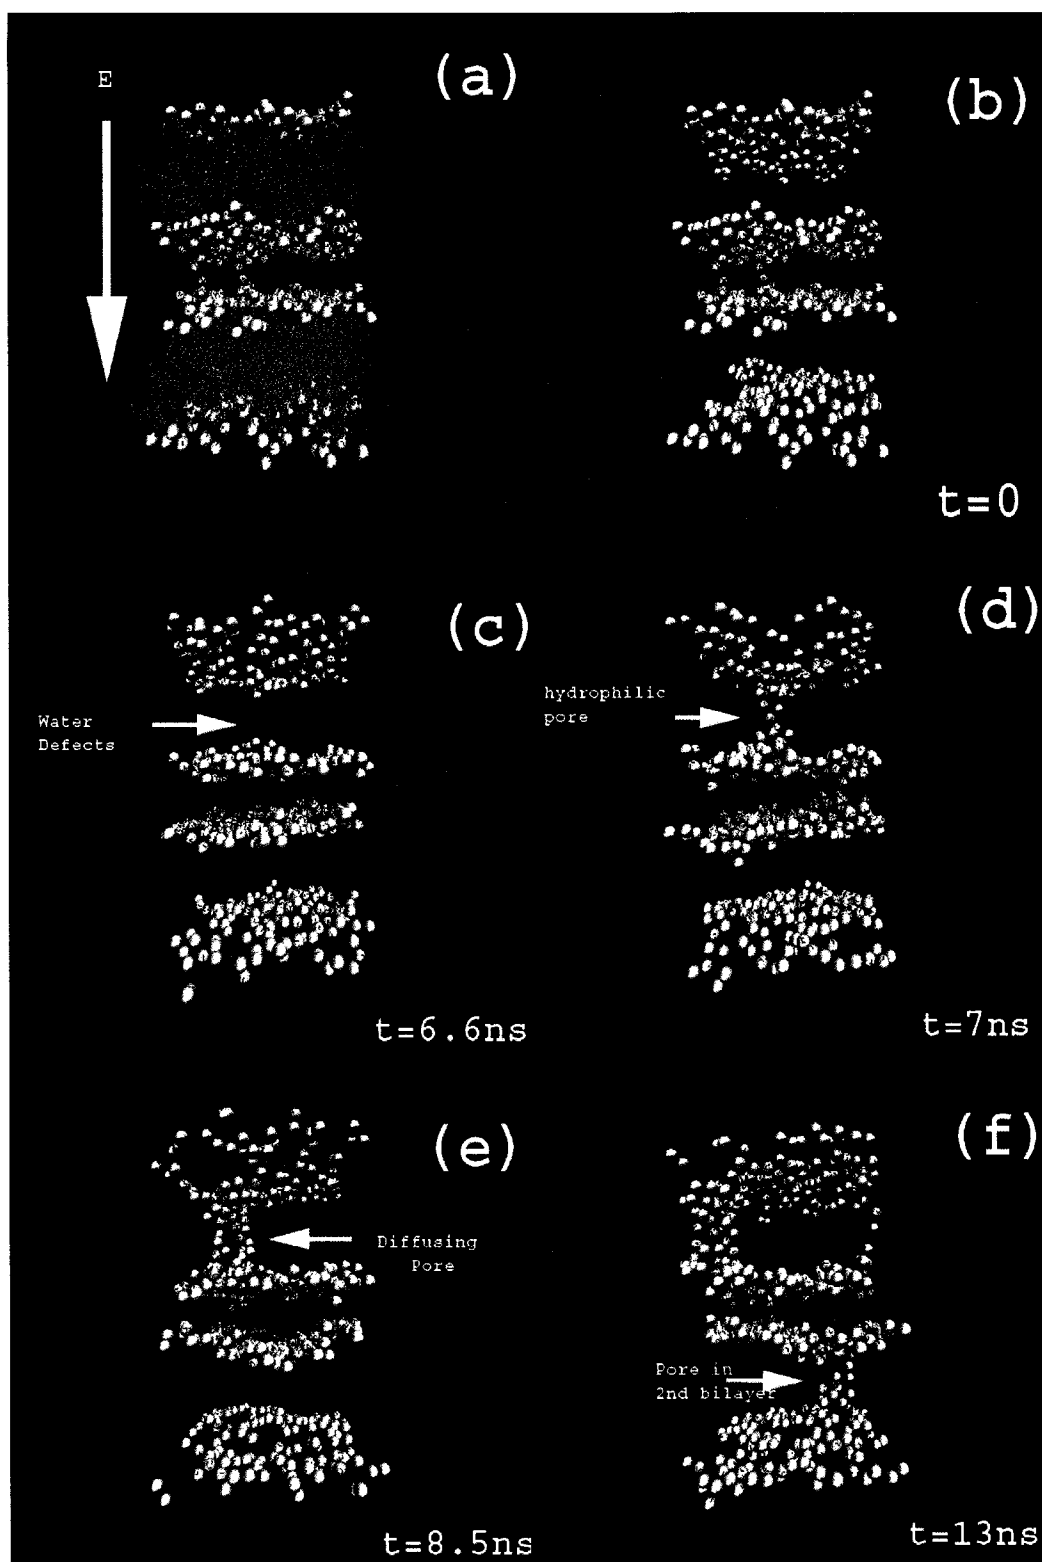 E
(a)
(b)
t=0
(c)
Water
Defects
t=6.6ns
(d)
hydrophilic
pore
t=7ns
(e)
Diffusing
Pore
t=8.5ns
(f)
Pore in
2nd bilayer
t=13ns